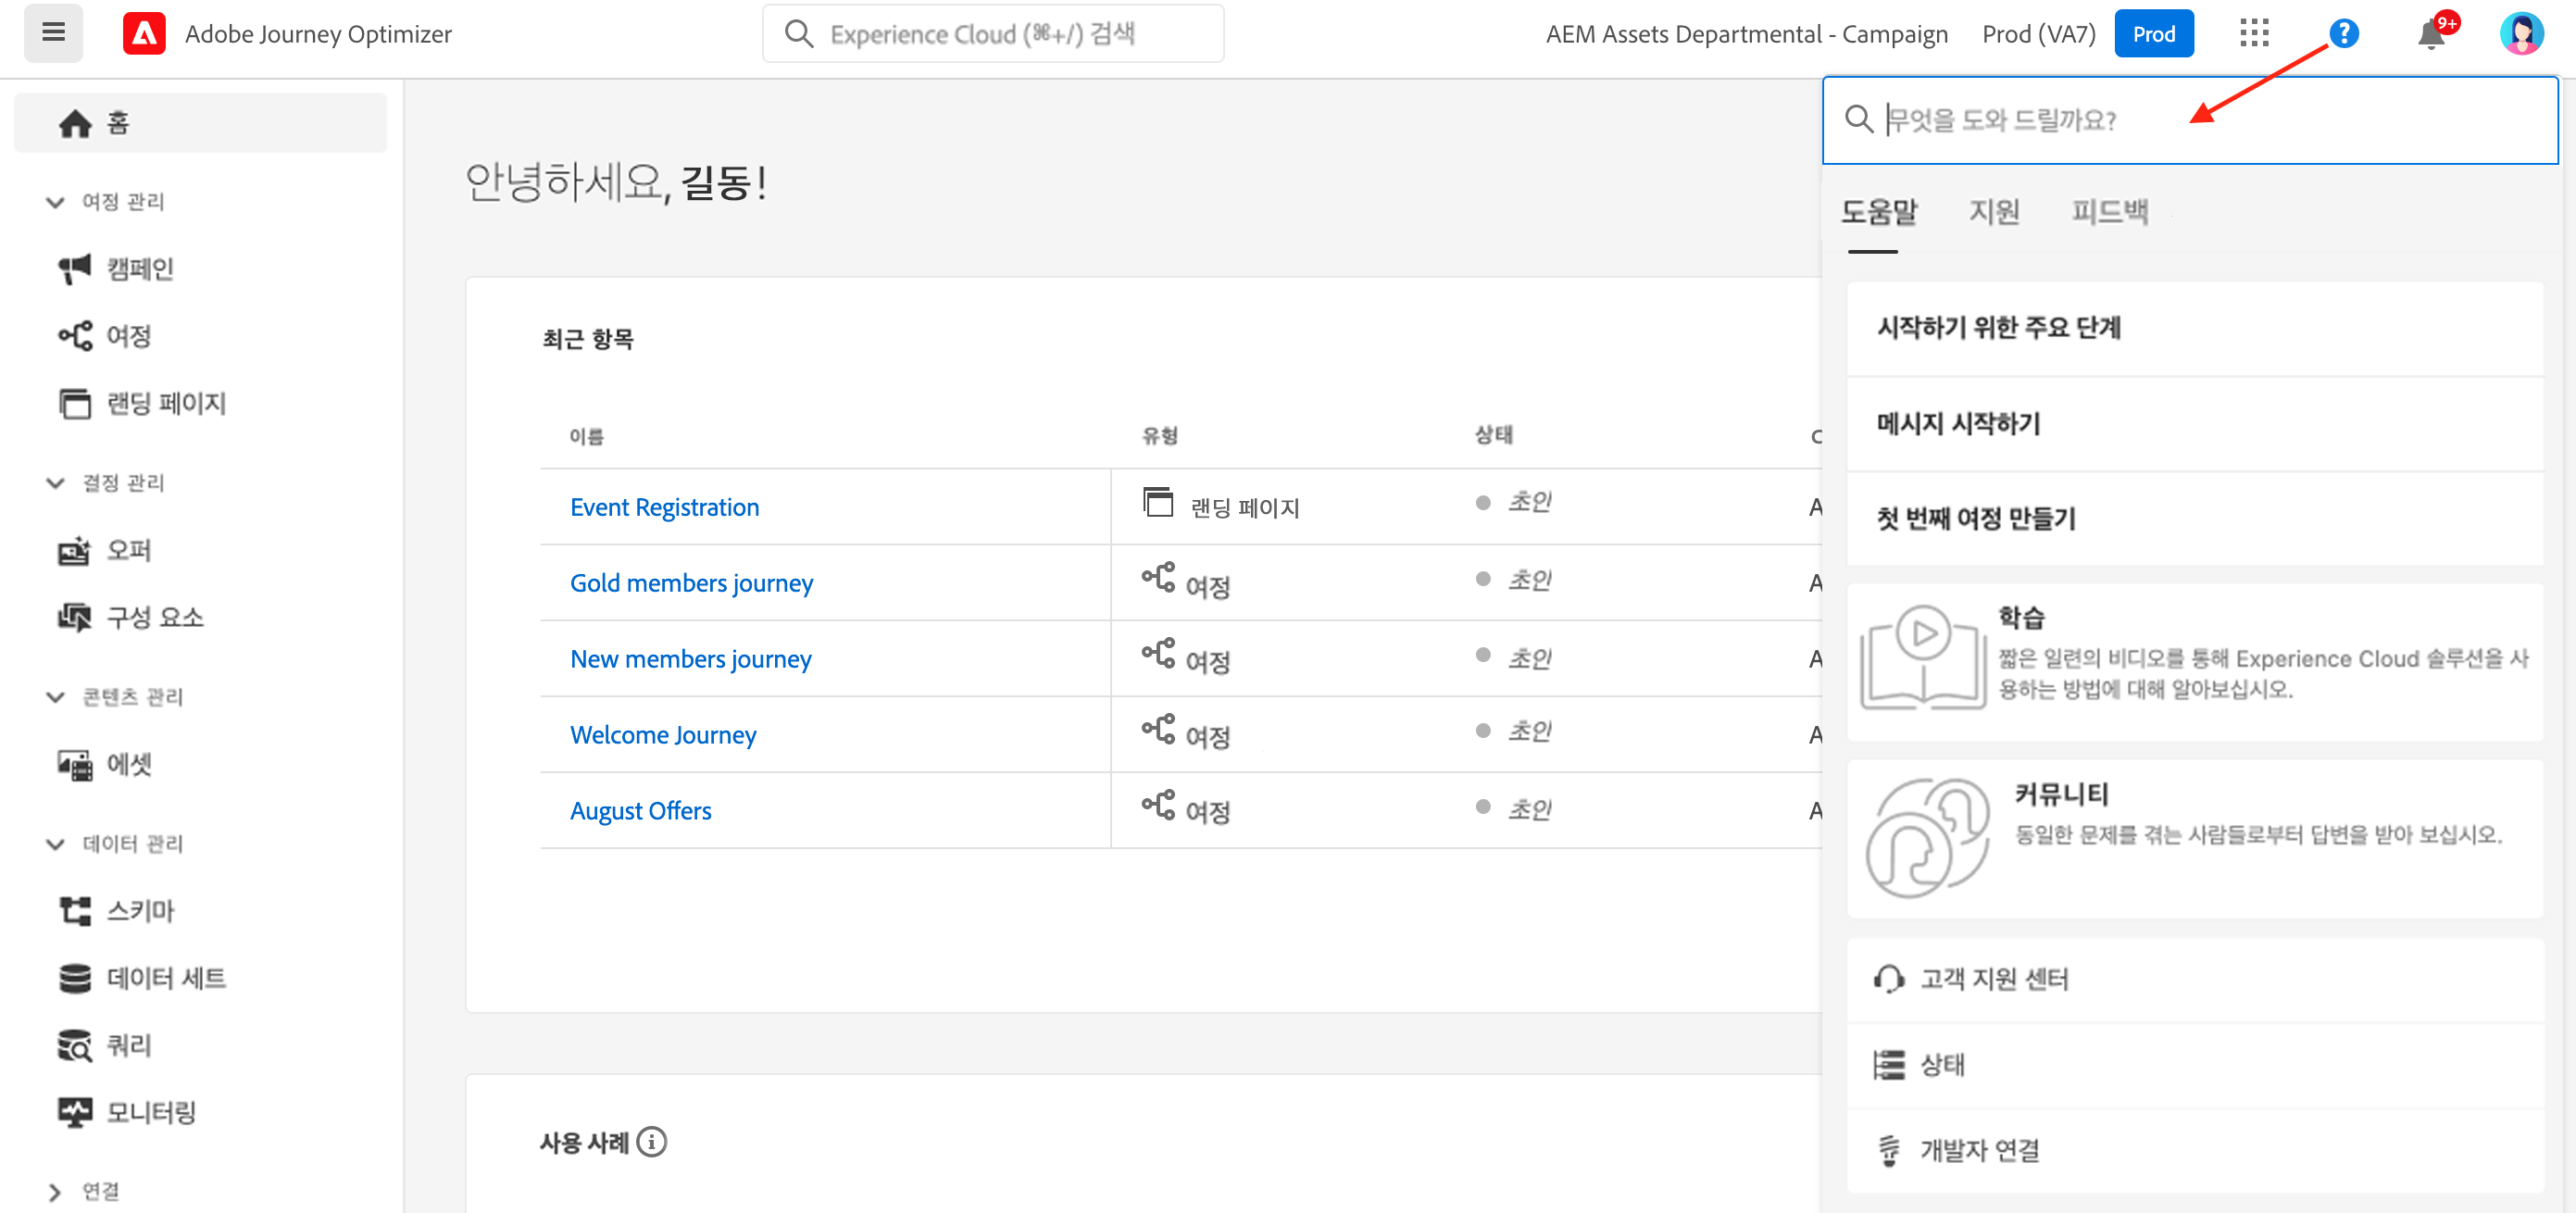 Adobe Journey Optimizer
Experience Cloud (⌘+/) 검색
AEM Assets Departmental - Campaign
Prod (VA7)
Prod
?
9+
홈
여정 관리
캠페인
여정
랜딩 페이지
결정 관리
오퍼
구성 요소
콘텐츠 관리
에셋
데이터 관리
스키마
데이터 세트
쿼리
모니터링
연결
안녕하세요, 길동!
최근 항목
이름 유형 상태
Event Registration 랜딩 페이지 초안
Gold members journey 여정 초안
New members journey 여정 초안
Welcome Journey 여정 초안
August Offers 여정 초안
사용 사례
무엇을 도와 드릴까요?
도움말 지원 피드백
시작하기 위한 주요 단계
메시지 시작하기
첫 번째 여정 만들기
학습
짧은 일련의 비디오를 통해 Experience Cloud 솔루션을 사
용하는 방법에 대해 알아보십시오.
커뮤니티
동일한 문제를 겪는 사람들로부터 답변을 받아 보십시오.
고객 지원 센터
상태
개발자 연결